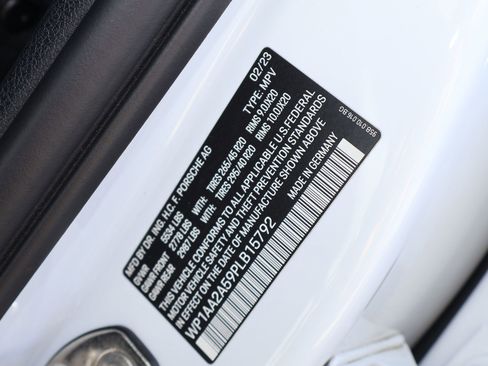 MFD BY DR. ING. H.C. F. PORSCHE AG 02/23
GVWR 5534 LBS TYPE: MPV
GAWR FRONT 2778 LBS WITH: TIRES 265/45 R20 RIMS 9.0JX20
GAWR REAR 2967 LBS WITH: TIRES 295/40 R20 RIMS 10.0JX20
THIS VEHICLE CONFORMS TO ALL APPLICABLE U.S. FEDERAL
MOTOR VEHICLE SAFETY AND THEFT PREVENTION STANDARDS
IN EFFECT ON THE DATE OF MANUFACTURE SHOWN ABOVE
WP1AA2A59PLB15792 MADE IN GERMANY